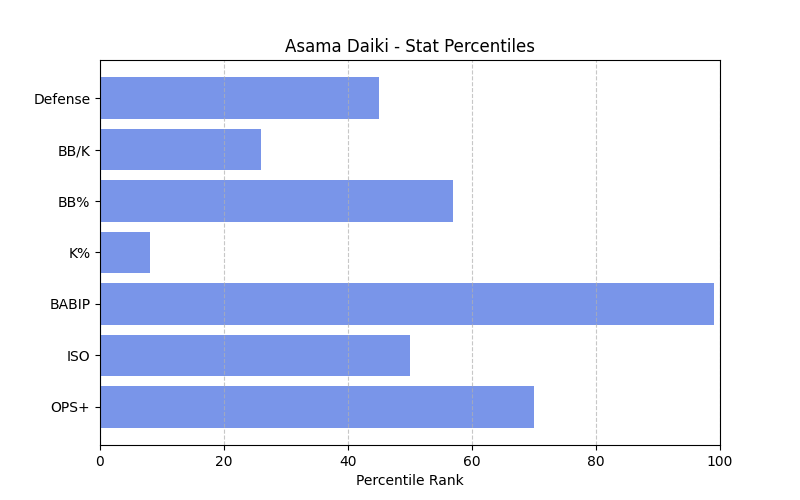 Asama Daiki - Stat Percentiles
Defense
BB/K
BB%
K%
BABIP
ISO
OPS+
0 20 40 60 80 100
Percentile Rank